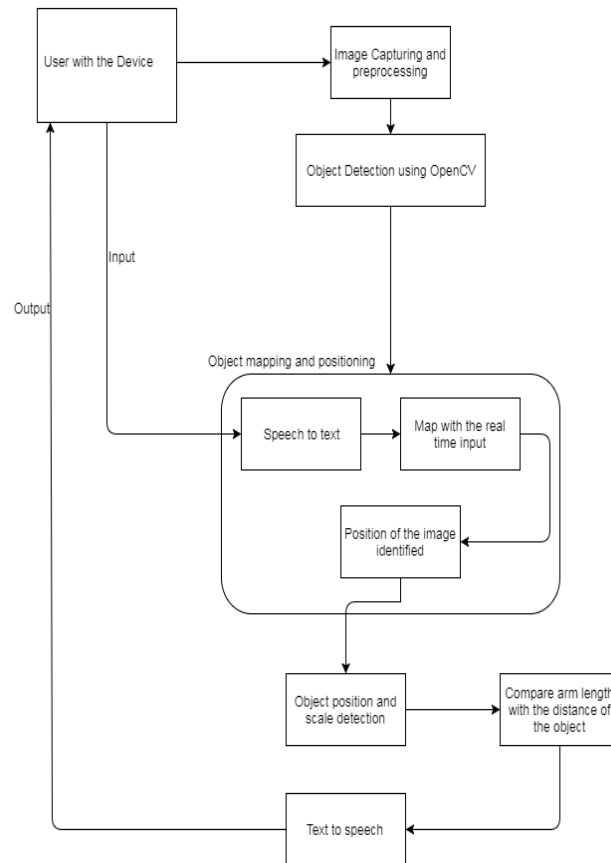 User with the Device
Image Capturing and
preprocessing
Object Detection using OpenCV
Input
Output
Object mapping and positioning
Speech to text
Map with the real
time input
Position of the image
identified
Object position and
scale detection
Compare arm length
with the distance of
the object
Text to speech